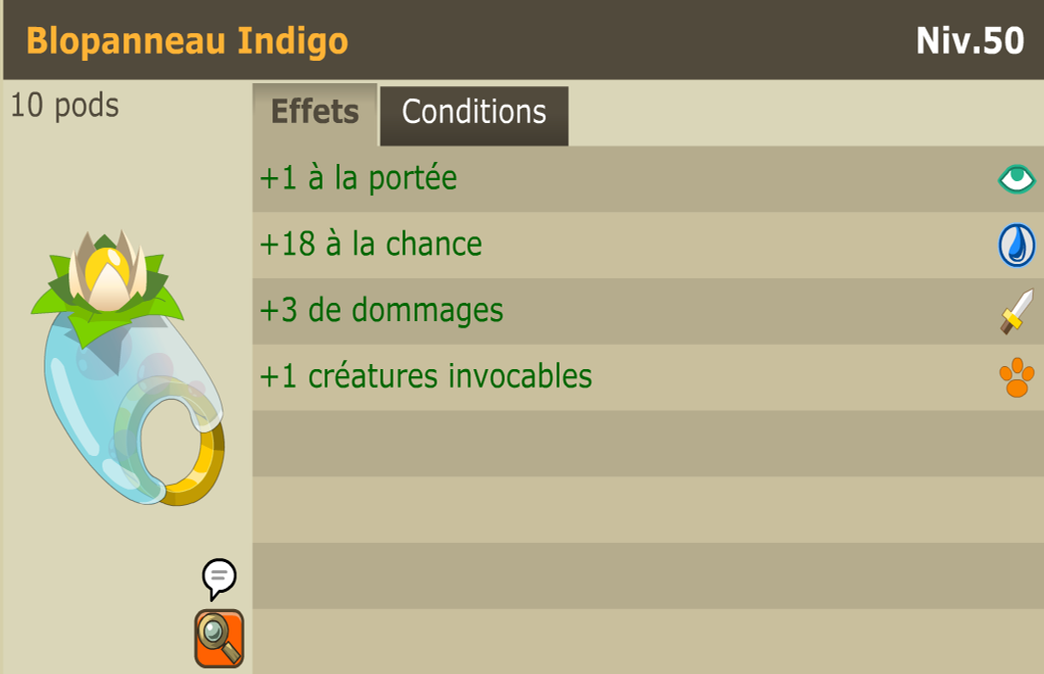 Blopanneau Indigo
Niv.50
10 pods
Effets
Conditions
+1 à la portée
+18 à la chance
+3 de dommages
+1 créatures invocables